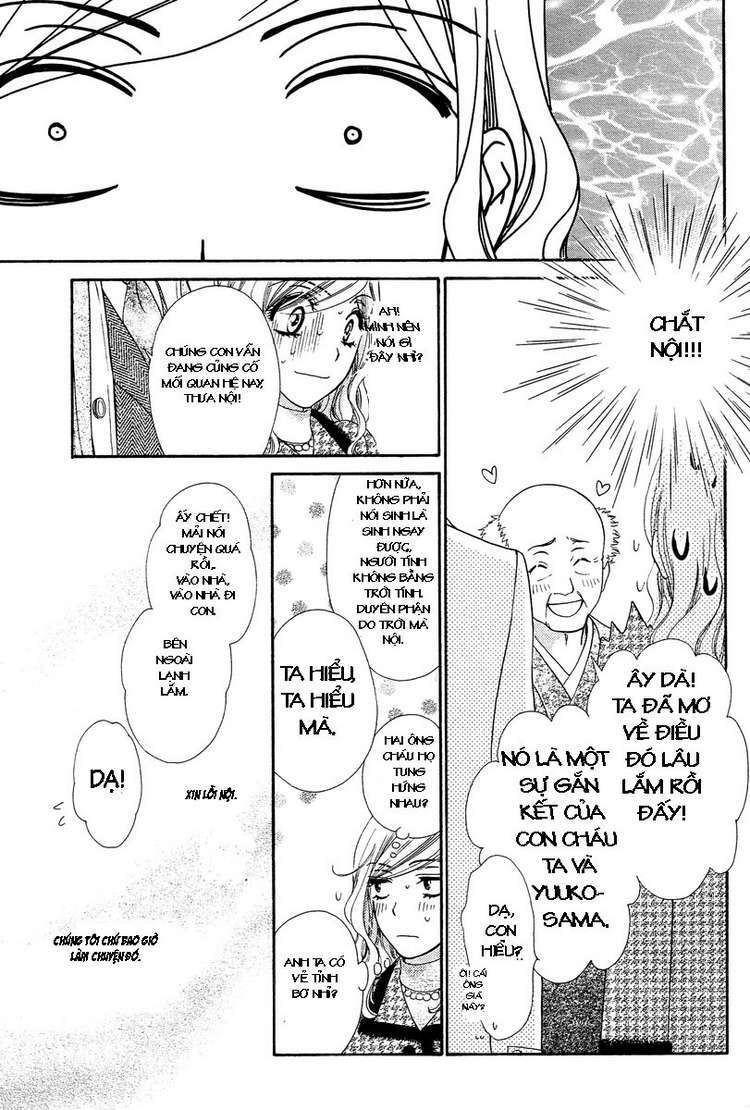 CHẮT
NỘI!!!
ẤY DÀ!
TA ĐÃ MƠ
VỀ ĐIỀU
ĐÓ LÂU
LẮM RỒI
ĐẤY!
NÓ LÀ MỘT
SỰ GẮN
KẾT CỦA
CON CHÁU
TA VÀ
YUUKO-
SAMA.
DẠ,
CON
HIỂU?
ÔI! CÁI
ÔNG
GIÀ
NÀY?
AH!
MÌNH NÊN
NÓI GÌ
ĐÂY NHỈ?
CHÚNG CON VẪN
ĐANG CỦNG CỐ
MỐI QUAN HỆ NAY,
THƯA NỘI!
HƠN NỮA,
KHÔNG PHẢI
NÓI SINH LÀ
SINH NGAY
ĐƯỢC,
NGƯỜI TÍNH
KHÔNG BẰNG
TRỜI TÍNH.
DUYÊN PHẬN
DO TRỜI MÀ
NỘI.
TA HIỂU,
TA HIỂU
MÀ.
HAI ÔNG
CHÁU HỌ
TUNG
HỨNG
NHAU?
ANH TA CÓ
VẺ TỈNH
BƠ NHỈ?
ẤY CHẾT!
MẢI NÓI
CHUYỆN QUÁ
RỒI,
VÀO NHÀ,
VÀO NHÀ ĐI
CON.
BÊN
NGOÀI
LẠNH
LẮM.
DẠ!
XIN LỖI NỘI.
CHÚNG TÔI CHỨ BAO GIỜ
LÀM CHUYỆN ĐÓ.